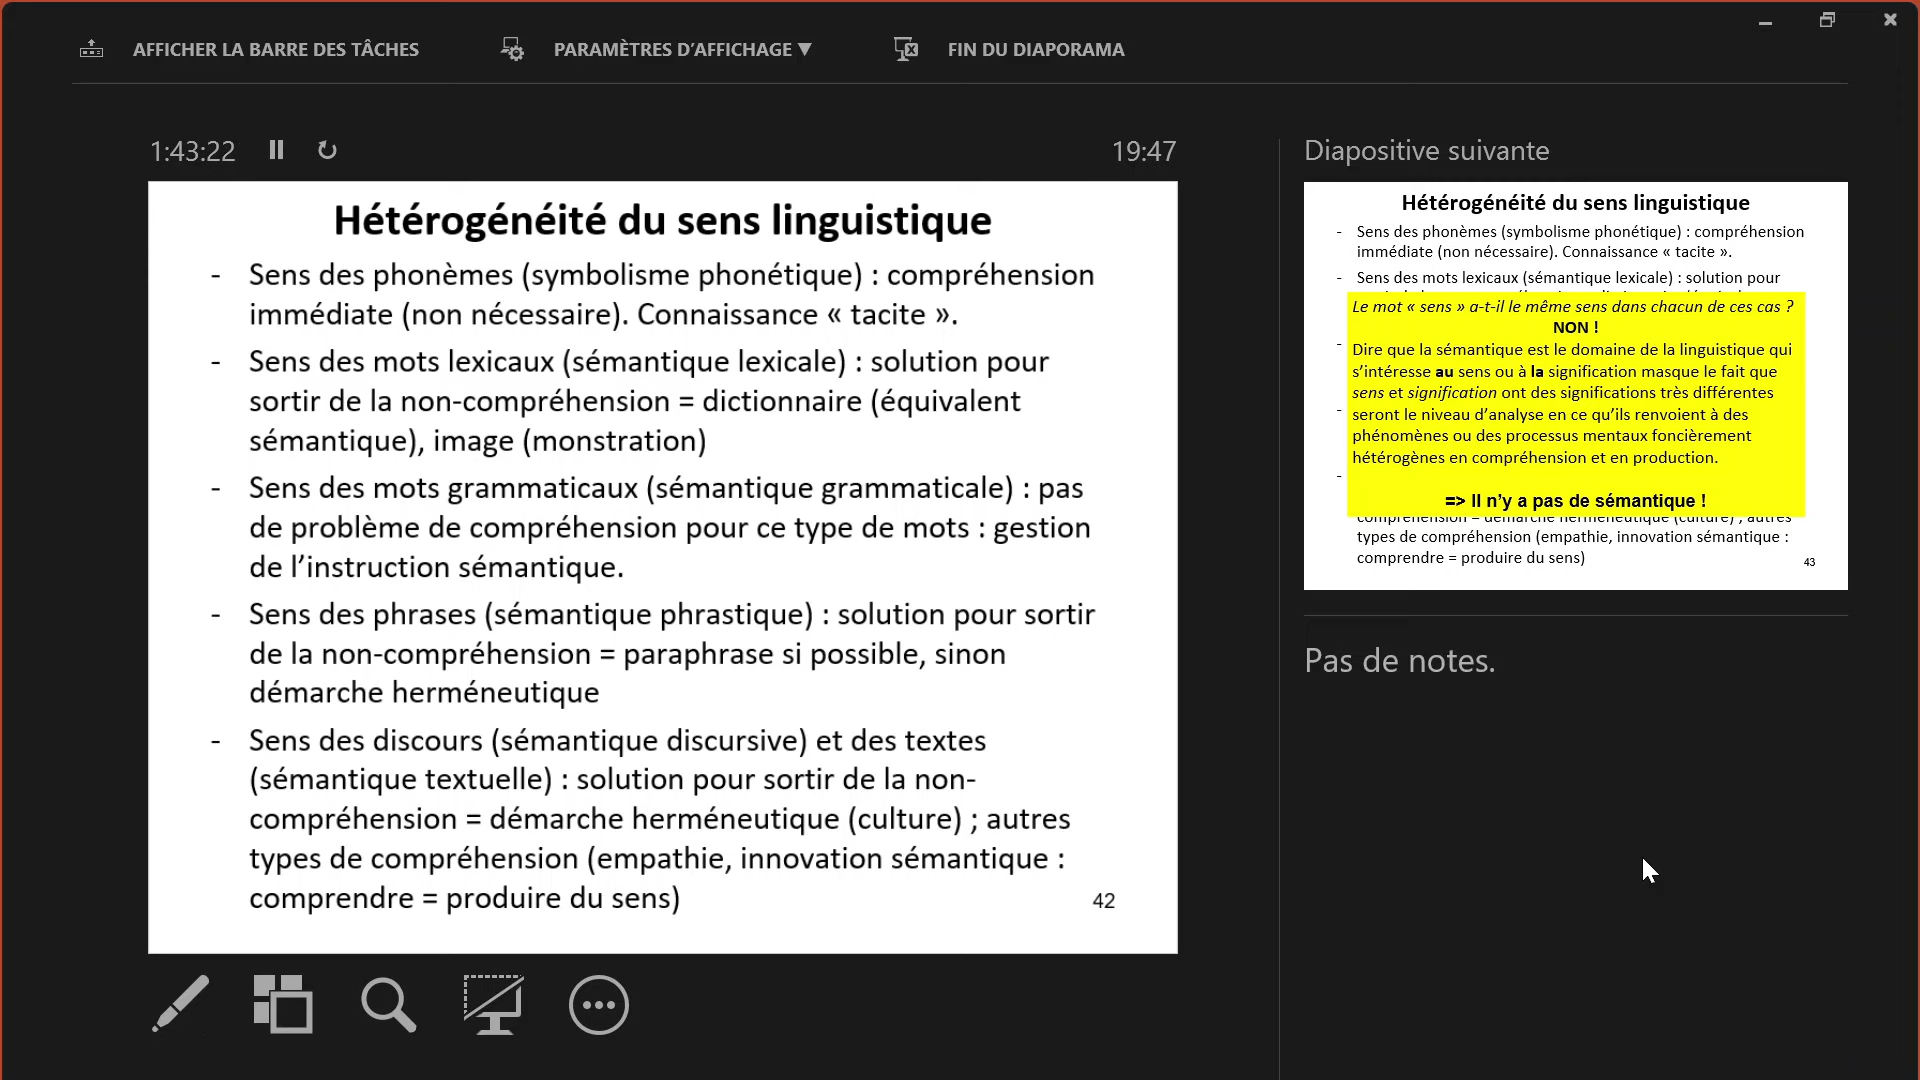 AFFICHER LA BARRE DES TÂCHES
PARAMÈTRES D'AFFICHAGE ▼
FIN DU DIAPORAMA
1:43:22
19:47
Hétérogénéité du sens linguistique
- Sens des phonèmes (symbolisme phonétique) : compréhension
immédiate (non nécessaire). Connaissance « tacite ».
- Sens des mots lexicaux (sémantique lexicale) : solution pour
sortir de la non-compréhension = dictionnaire (équivalent
sémantique), image (monstration)
- Sens des mots grammaticaux (sémantique grammaticale) : pas
de problème de compréhension pour ce type de mots : gestion
de l'instruction sémantique.
- Sens des phrases (sémantique phrastique) : solution pour sortir
de la non-compréhension = paraphrase si possible, sinon
démarche herméneutique
- Sens des discours (sémantique discursive) et des textes
(sémantique textuelle) : solution pour sortir de la non-
compréhension = démarche herméneutique (culture) ; autres
types de compréhension (empathie, innovation sémantique :
comprendre = produire du sens)
42
Diapositive suivante
Hétérogénéité du sens linguistique
- Sens des phonèmes (symbolisme phonétique) : compréhension
immédiate (non nécessaire). Connaissance « tacite ».
- Sens des mots lexicaux (sémantique lexicale) : solution pour
Le mot « sens » a-t-il le même sens dans chacun de ces cas ?
NON !
Dire que la sémantique est le domaine de la linguistique qui
s'intéresse au sens ou à la signification masque le fait que
sens et signification ont des significations très différentes
seront le niveau d'analyse en ce qu'ils renvoient à des
phénomènes ou des processus mentaux foncièrement
hétérogènes en compréhension et en production.
=> Il n'y a pas de sémantique !
compréhension = démarche herméneutique (culture) ; autres
types de compréhension (empathie, innovation sémantique :
comprendre = produire du sens)
43
Pas de notes.